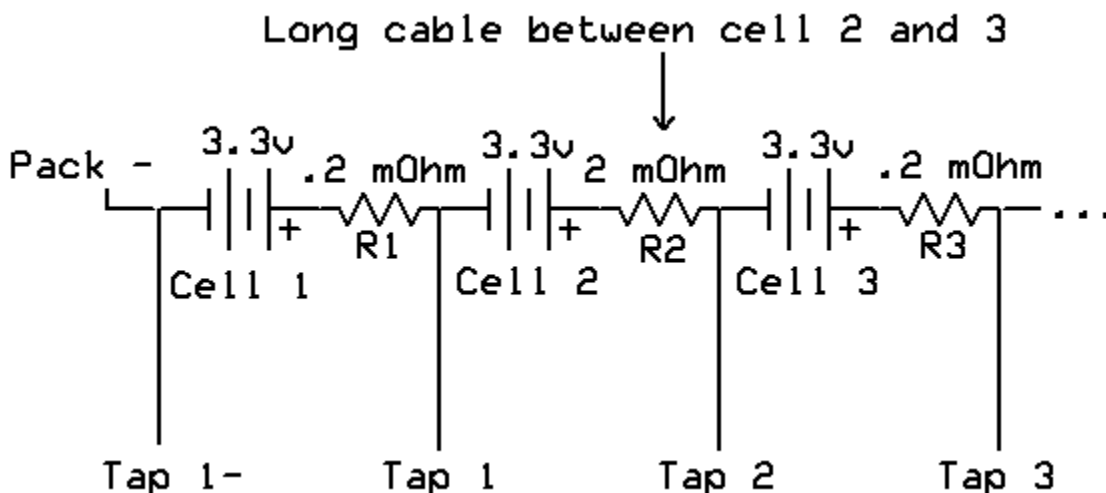 Long cable between cell 2 and 3
3.3v 3.3v 3.3v
Pack - .2 mOhm 2 mOhm .2 mOhm
+ R1 + R2 + R3 ...
Cell 1 Cell 2 Cell 3
Tap 1- Tap 1 Tap 2 Tap 3